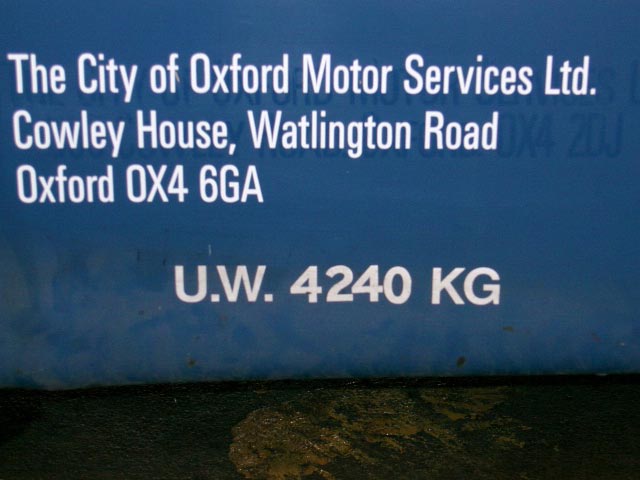 The City of Oxford Motor Services Ltd.
Cowley House, Watlington Road
Oxford OX4 6GA
U.W. 4240 KG